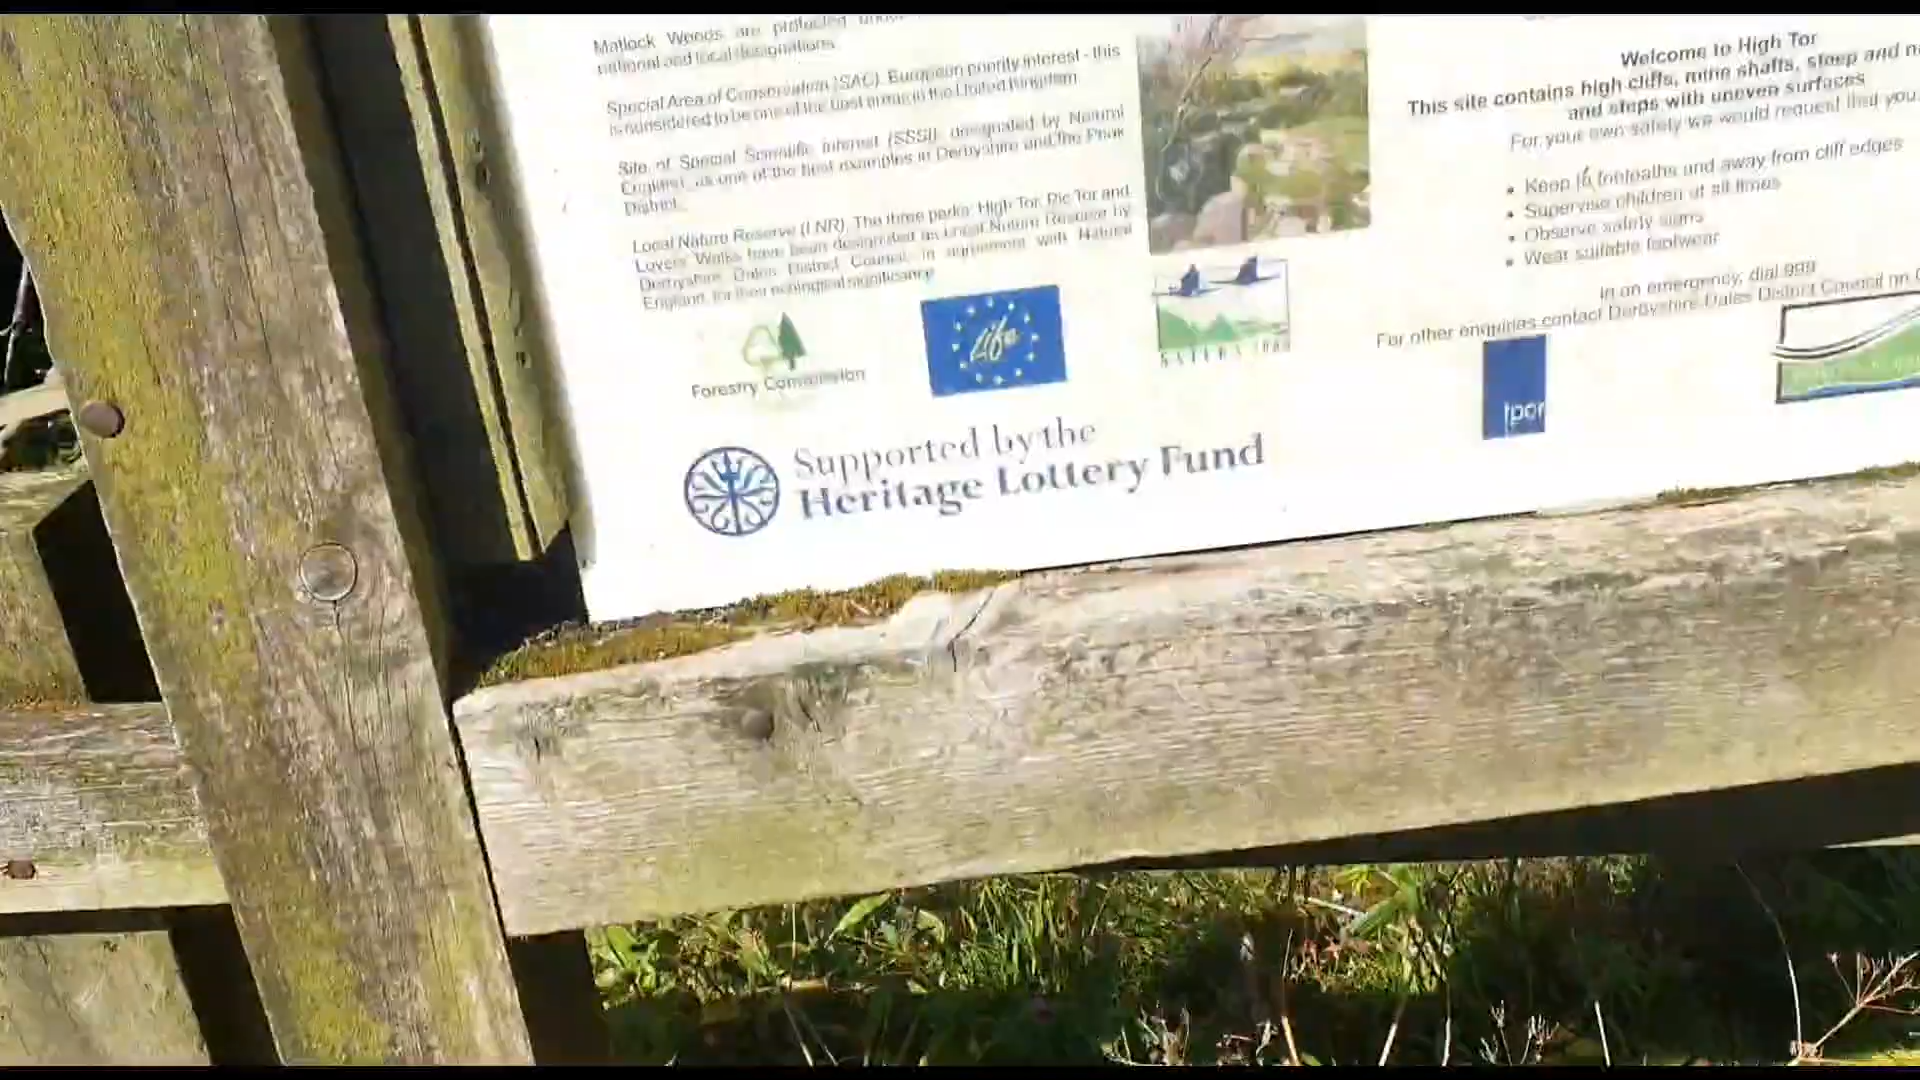 Matlock Woods are protected under
national and local designations.
Special Area of Conservation (SAC). European priority interest - this
is considered to be one of the best areas in the United Kingdom.
Site of Special Scientific Interest (SSSI), designated by Natural
England, as one of the best examples in Derbyshire and the Peak
District.
Local Nature Reserve (LNR). The three parks: High Tor, Pic Tor and
Lovers' Walks have been designated as Local Nature Reserve by
Derbyshire Dales District Council, in agreement with Natural
England, for their ecological significance.
Forestry Commission
Life
NATURA 2000
Supported by the
Heritage Lottery Fund
Welcome to High Tor
This site contains high cliffs, mine shafts, steep and
and steps with uneven surfaces
For your own safety we would request that you:
• Keep to footpaths and away from cliff edges
• Supervise children at all times
• Observe safety signs
• Wear suitable footwear
In an emergency, dial 999
For other enquiries contact Derbyshire Dales District Council on